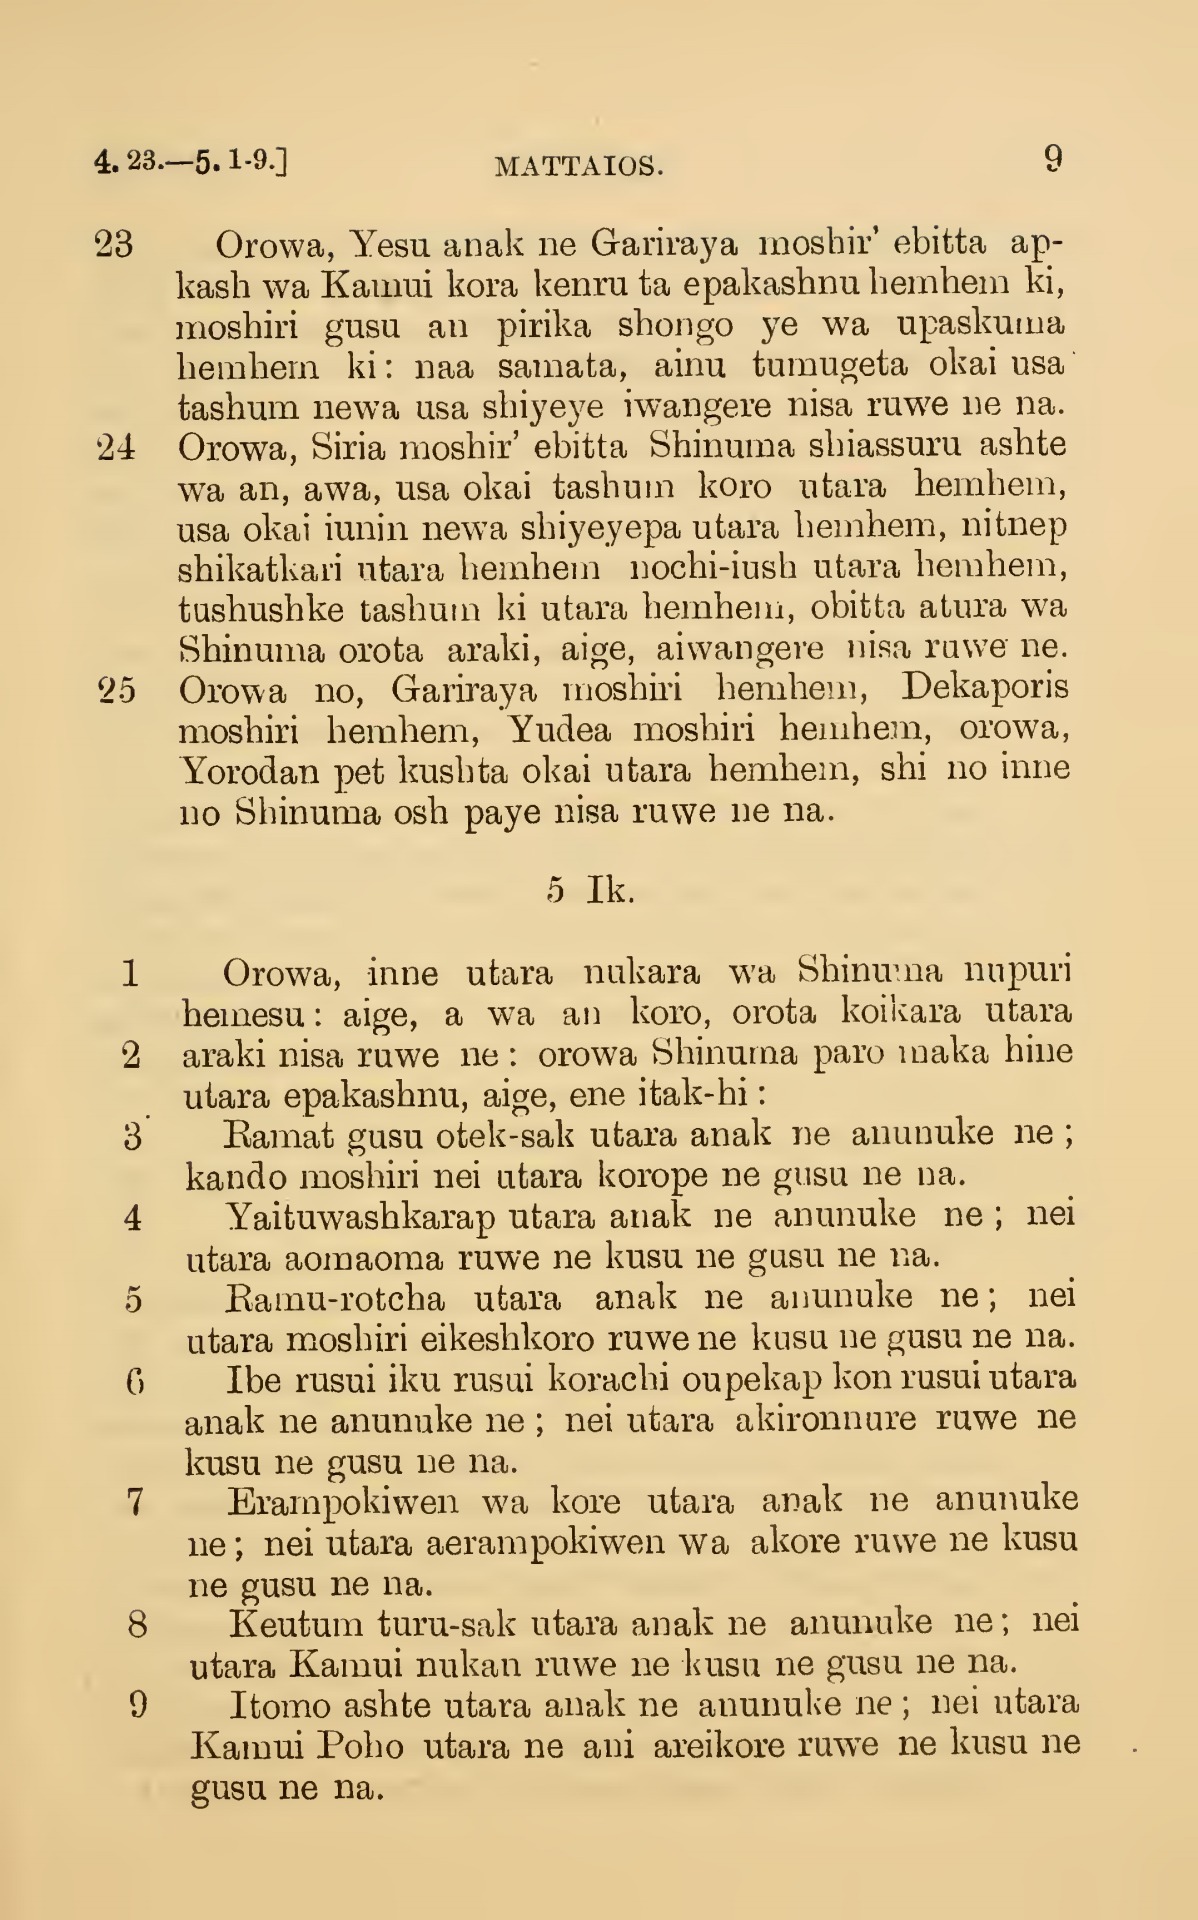 4. 23.—5. 1-9.] MATTAIOS. 9
23 Orowa, Yesu anak ne Gariraya moshir’ ebitta ap-
kash wa Kamui kora kenru ta epakashnu hemhem ki,
moshiri gusu an pirika shongo ye wa upaskuma
hemhem ki: naa samata, ainu tumugeta okai usa
tashum newa usa shiyeye iwangere nisa ruwe ne na.
24 Orowa, Siria moshir’ ebitta Shinuma shiassuru ashte
wa an, awa, usa okai tashum koro utara hemhem,
usa okai iunin newa shiyeyepa utara hemhem, nitnep
shikatkari utara hemhem nochi-iush utara hemhem,
tushushke tashum ki utara hemhem, obitta atura wa
Shinuma orota araki, aige, aiwangere nisa ruwe ne.
25 Orowa no, Gariraya moshiri hemhem, Dekaporis
moshiri hemhem, Yudea moshiri hemhem, orowa,
Yorodan pet kushta okai utara hemhem, shi no inne
no Shinuma osh paye nisa ruwe ne na.
5 Ik.
1 Orowa, inne utara nukara wa Shinuma nupuri
hemesu: aige, a wa an koro, orota koikara utara
2 araki nisa ruwe ne: orowa Shinuma paro maka hine
utara epakashnu, aige, ene itak-hi:
3 Ramat gusu otek-sak utara anak ne anunuke ne;
kando moshiri nei utara korope ne gusu ne na.
4 Yaituwashkarap utara anak ne anunuke ne; nei
utara aomaoma ruwe ne kusu ne gusu ne na.
5 Ramu-rotcha utara anak ne anunuke ne; nei
utara moshiri eikeshkoro ruwe ne kusu ne gusu ne na.
6 Ibe rusui iku rusui korachi oupekap kon rusui utara
anak ne anunuke ne; nei utara akironnure ruwe ne
kusu ne gusu ne na.
7 Erampokiwen wa kore utara anak ne anunuke
ne; nei utara aerampokiwen wa akore ruwe ne kusu
ne gusu ne na.
8 Keutum turu-sak utara anak ne anunuke ne; nei
utara Kamui nukan ruwe ne kusu ne gusu ne na.
9 Itomo ashte utara anak ne anunuke ne; nei utara
Kamui Poho utara ne ani areikore ruwe ne kusu ne
gusu ne na.